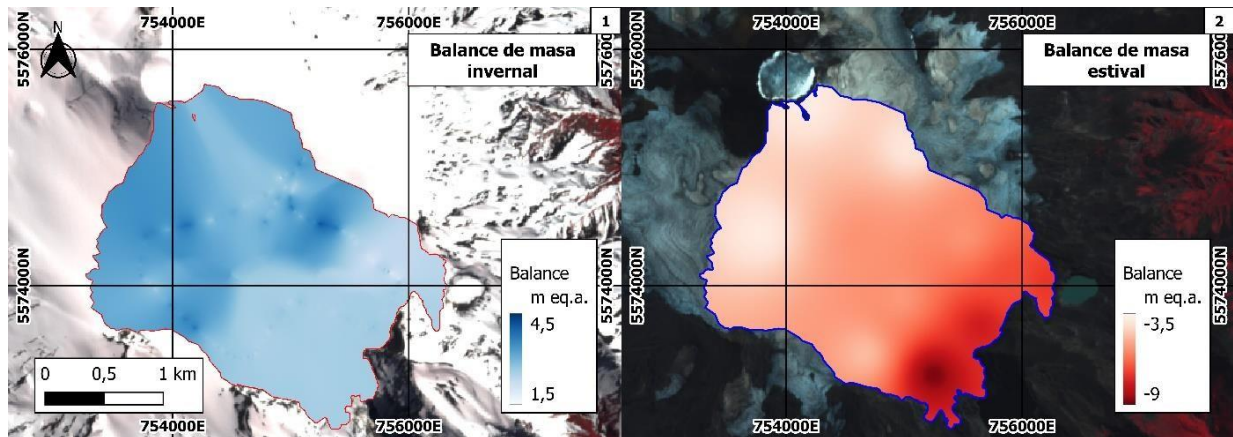 754000E
756000E
1
N
5576000N
5576000N
Balance de masa
invernal
5574000N
5574000N
Balance
m eq.a.
4,5
1,5
0 0,5 1 km
754000E
756000E
754000E
756000E
2
5576000N
Balance de masa
estival
5574000N
Balance
m eq.a.
-3,5
-9
754000E
756000E